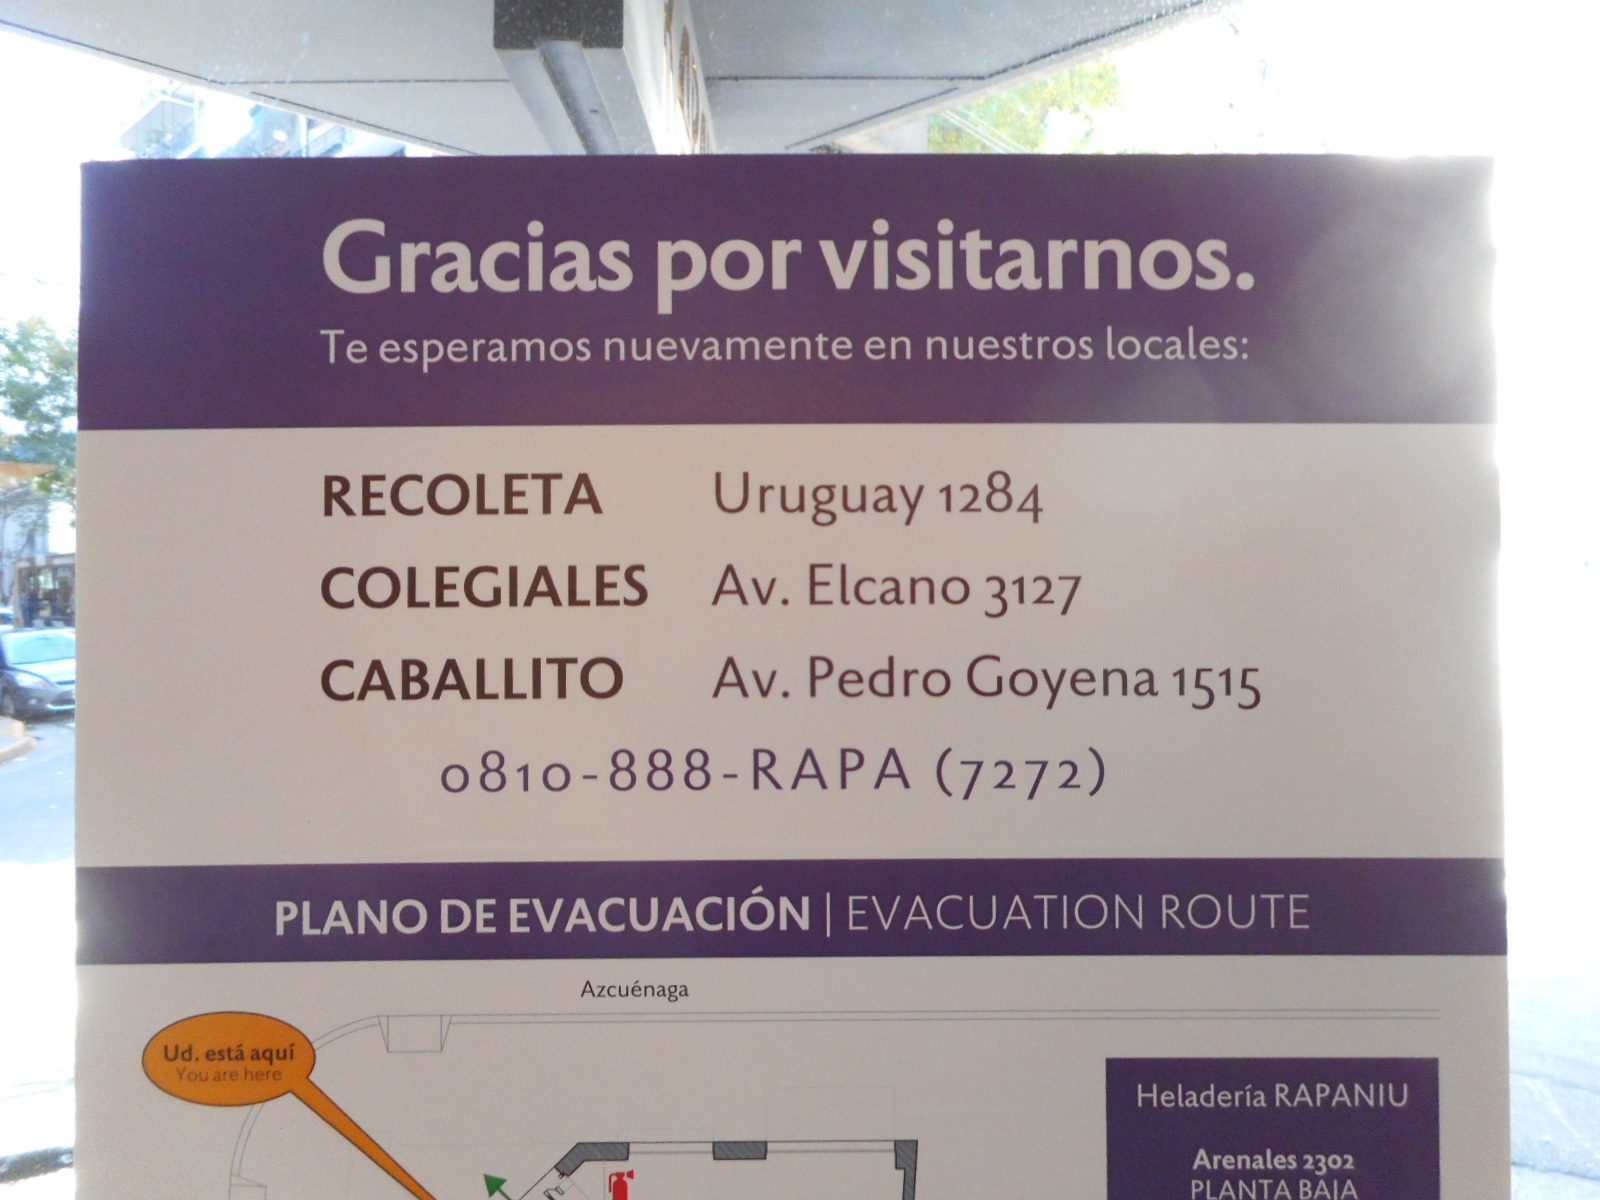 Gracias por visitarnos.
Te esperamos nuevamente en nuestros locales:
RECOLETA Uruguay 1284
COLEGIALES Av. Elcano 3127
CABALLITO Av. Pedro Goyena 1515
0810-888-RAPA (7272)
PLANO DE EVACUACIÓN | EVACUATION ROUTE
Azcuénaga
Ud. está aquí
You are here
Heladería RAPANIU
Arenales 2302
PLANTA BAJA